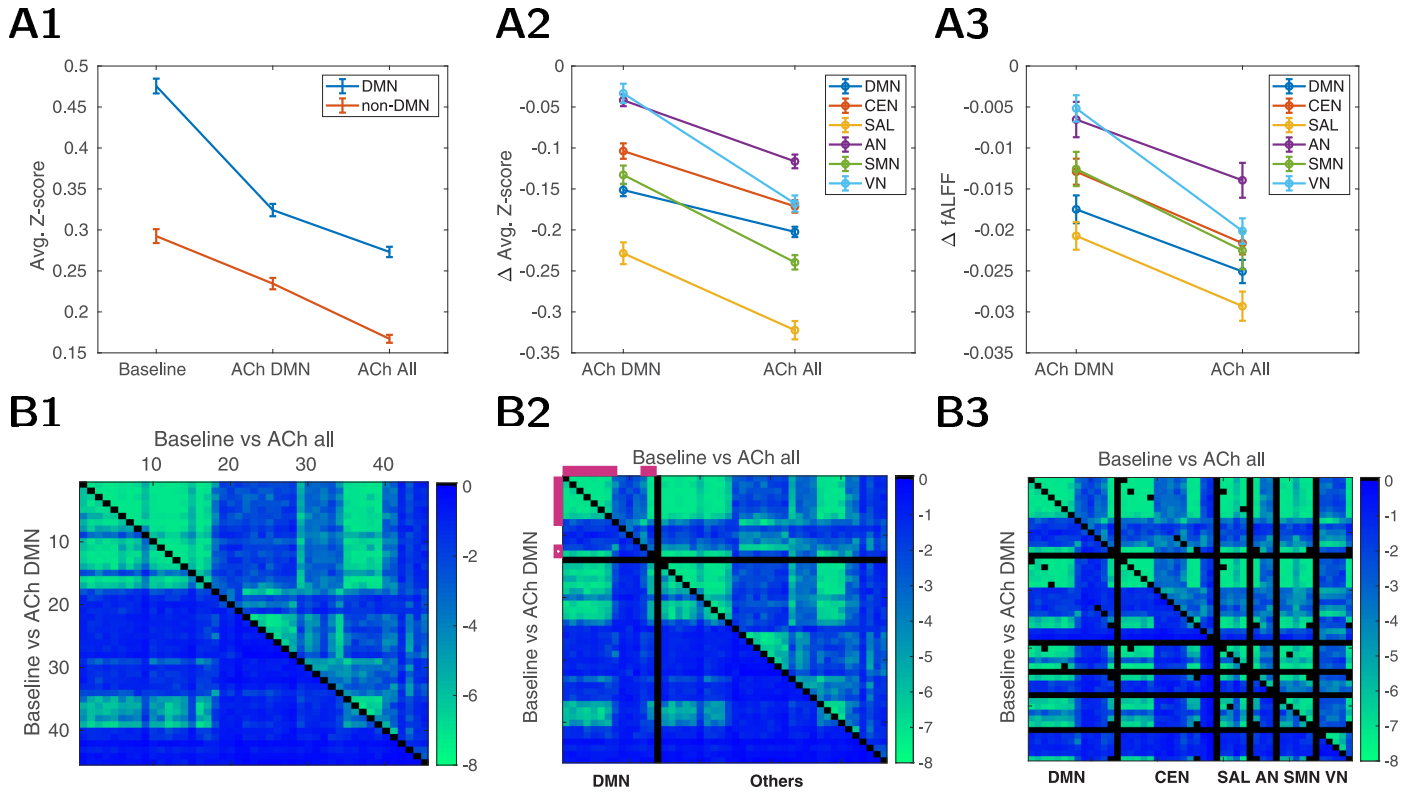 A1 A2 A3
0.5
0.45
0.4
0.35
0.3
0.25
0.2
0.15
Avg. Z-score
Baseline ACh DMN ACh All
DMN
non-DMN
0
-0.05
-0.1
-0.15
-0.2
-0.25
-0.3
-0.35
Δ Avg. Z-score
ACh DMN ACh All
DMN
CEN
SAL
AN
SMN
VN
0
-0.005
-0.01
-0.015
-0.02
-0.025
-0.03
-0.035
Δ fALFF
ACh DMN ACh All
DMN
CEN
SAL
AN
SMN
VN
B1 B2 B3
Baseline vs ACh all
10 20 30 40
Baseline vs ACh DMN
10
20
30
40
0
-2
-4
-6
-8
Baseline vs ACh all
Baseline vs ACh DMN
DMN Others
0
-1
-2
-3
-4
-5
-6
-7
-8
Baseline vs ACh all
Baseline vs ACh DMN
DMN CEN SAL AN SMN VN
0
-1
-2
-3
-4
-5
-6
-7
-8